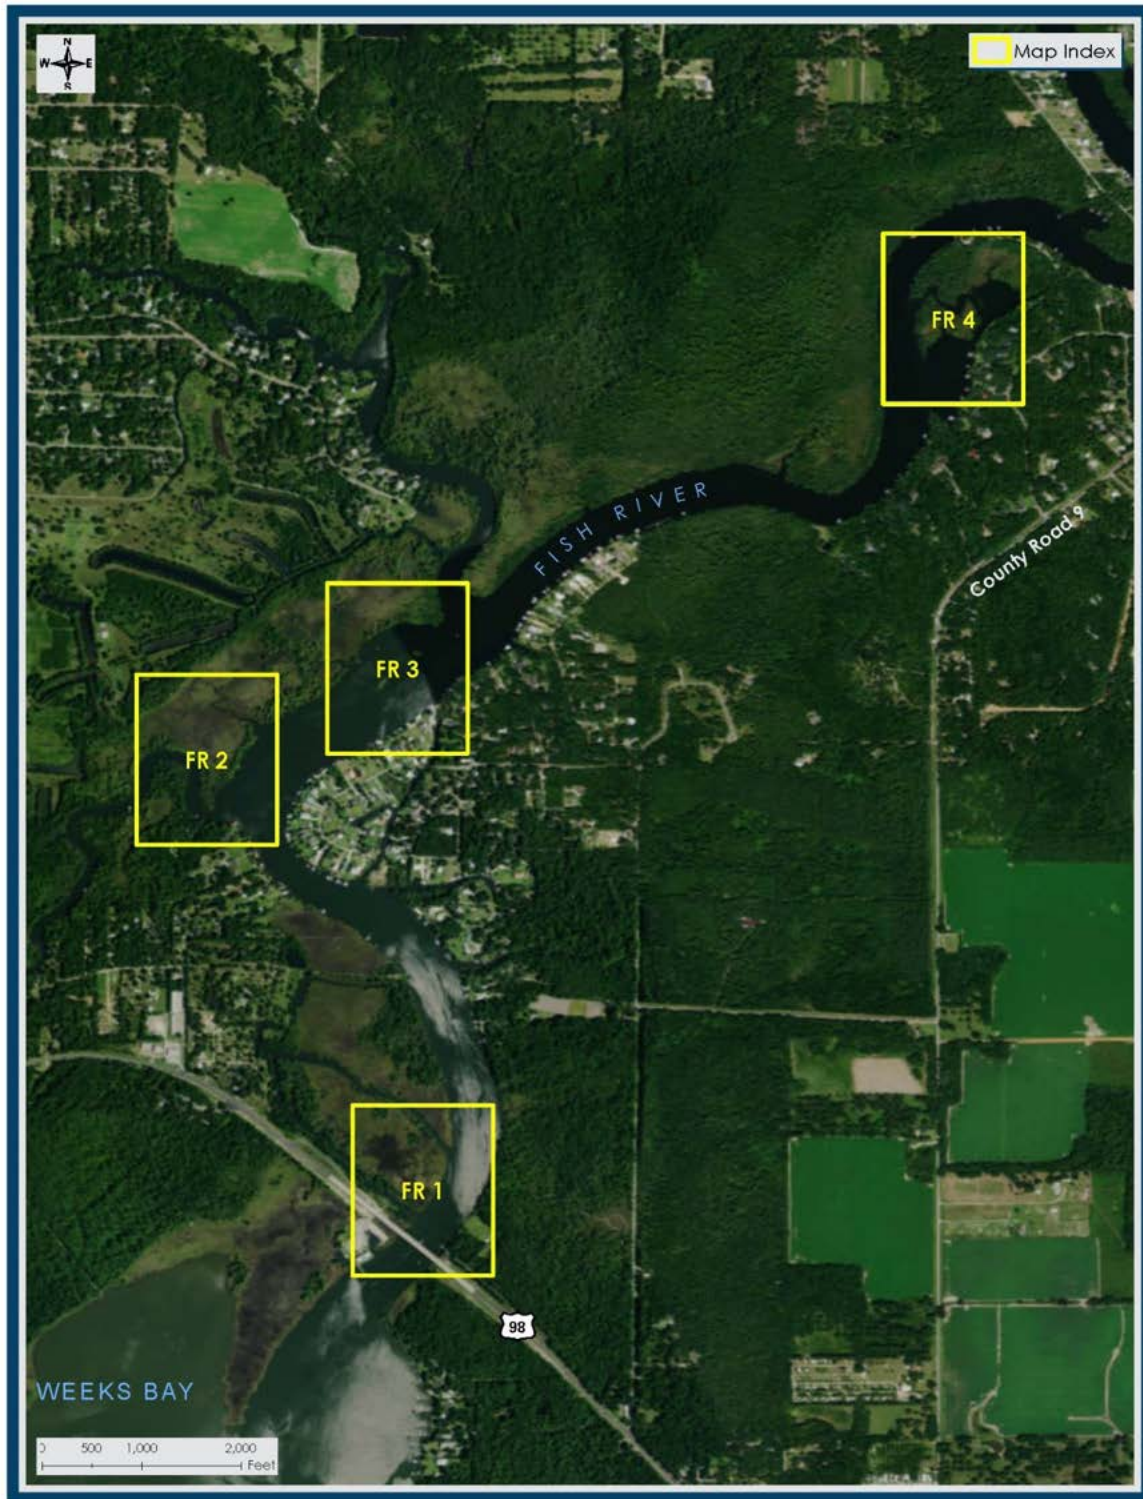 N
W E
S
Map Index
FR 4
FISH RIVER
County Road 9
FR 3
FR 2
FR 1
98
WEEKS BAY
0 500 1,000 2,000
Feet